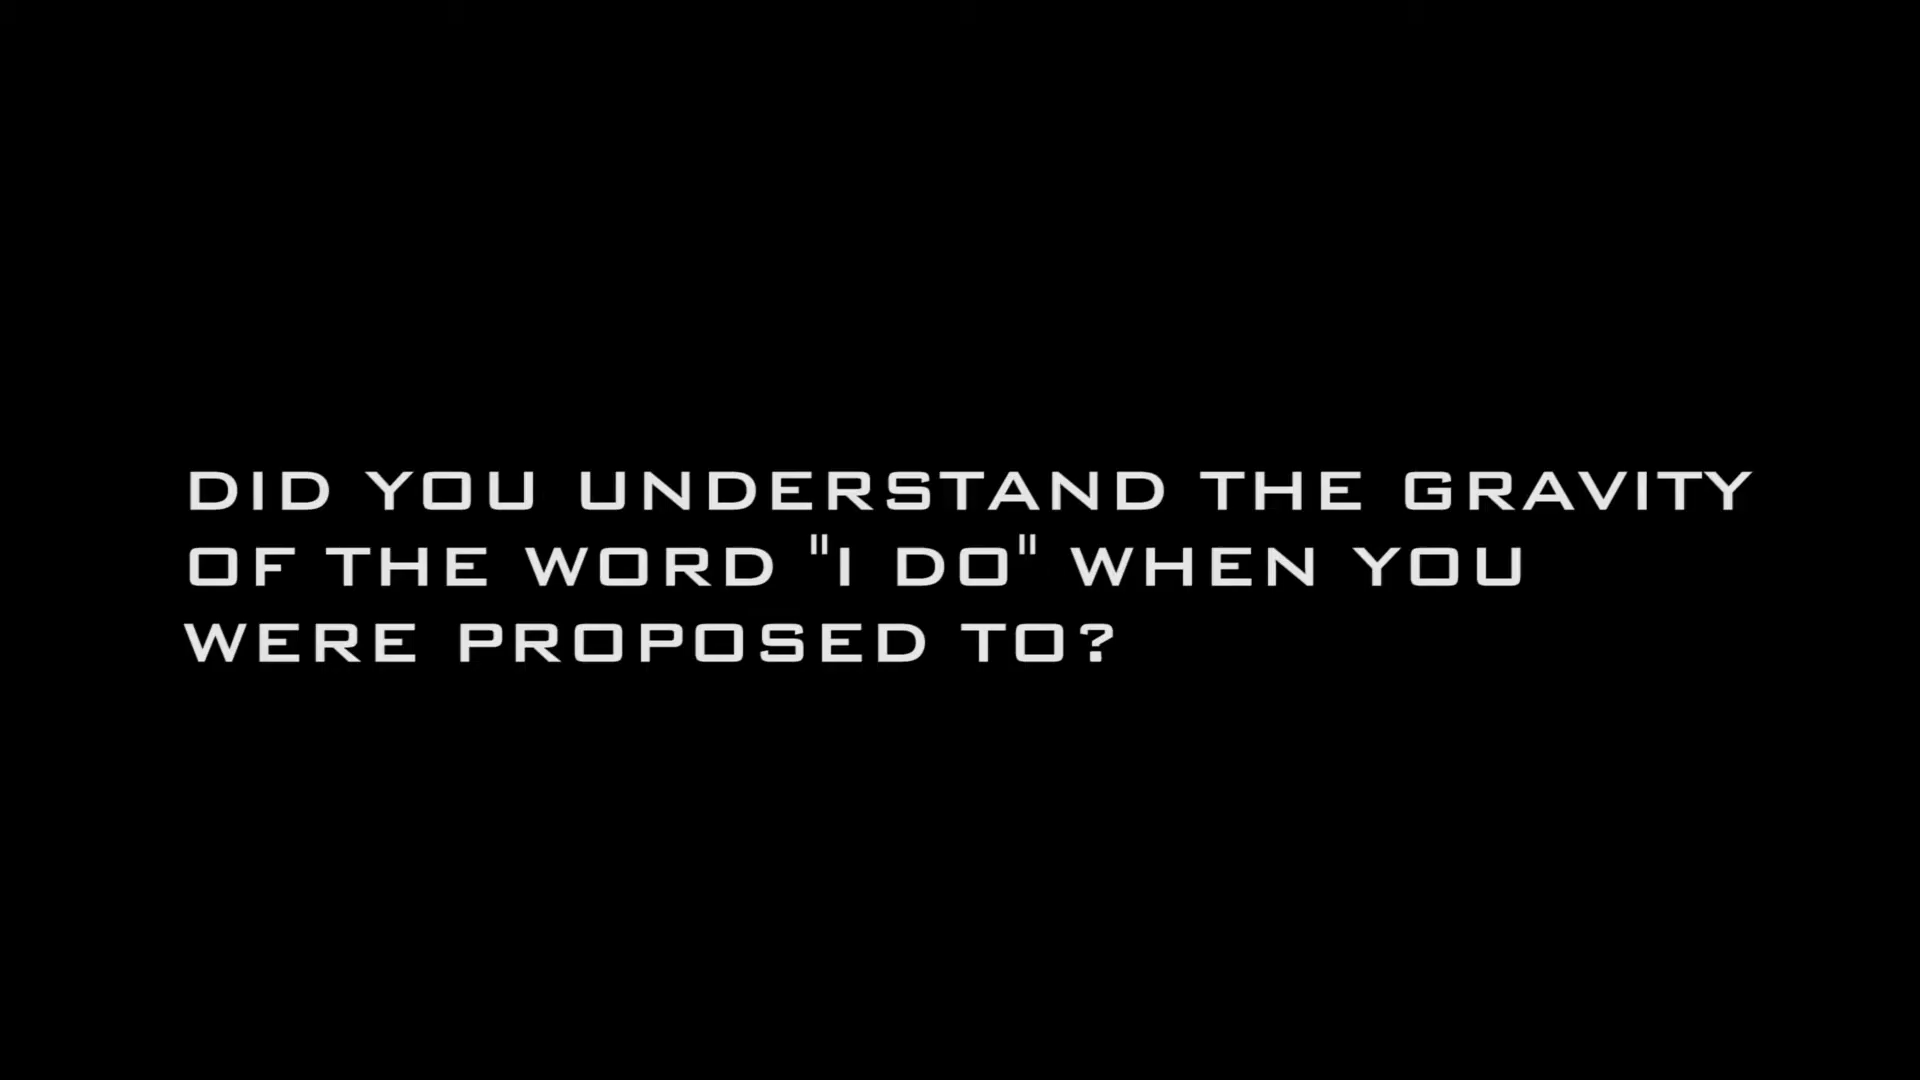 DID YOU UNDERSTAND THE GRAVITY
OF THE WORD "I DO" WHEN YOU
WERE PROPOSED TO?